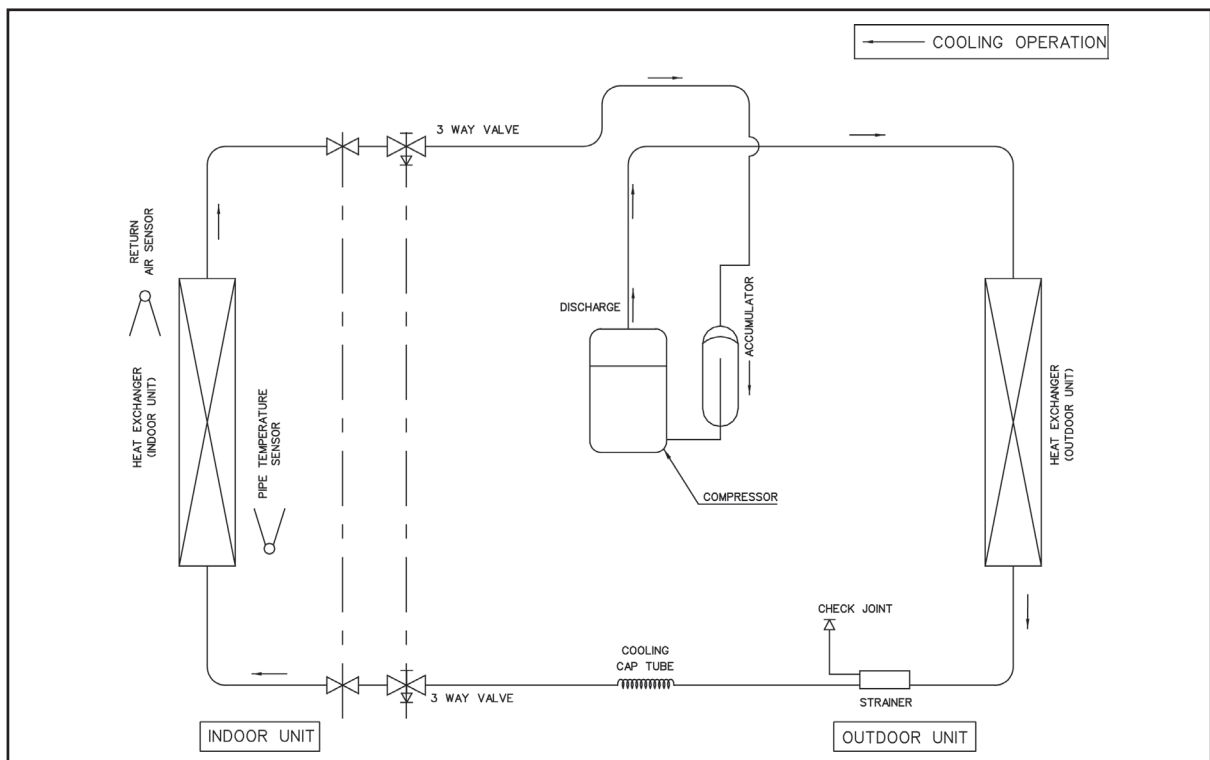 COOLING OPERATION
3 WAY VALVE
RETURN
AIR SENSOR
HEAT EXCHANGER
(INDOOR UNIT)
PIPE TEMPERATURE
SENSOR
DISCHARGE
ACCUMULATOR
COMPRESSOR
HEAT EXCHANGER
(OUTDOOR UNIT)
CHECK JOINT
COOLING
CAP TUBE
STRAINER
3 WAY VALVE
INDOOR UNIT
OUTDOOR UNIT